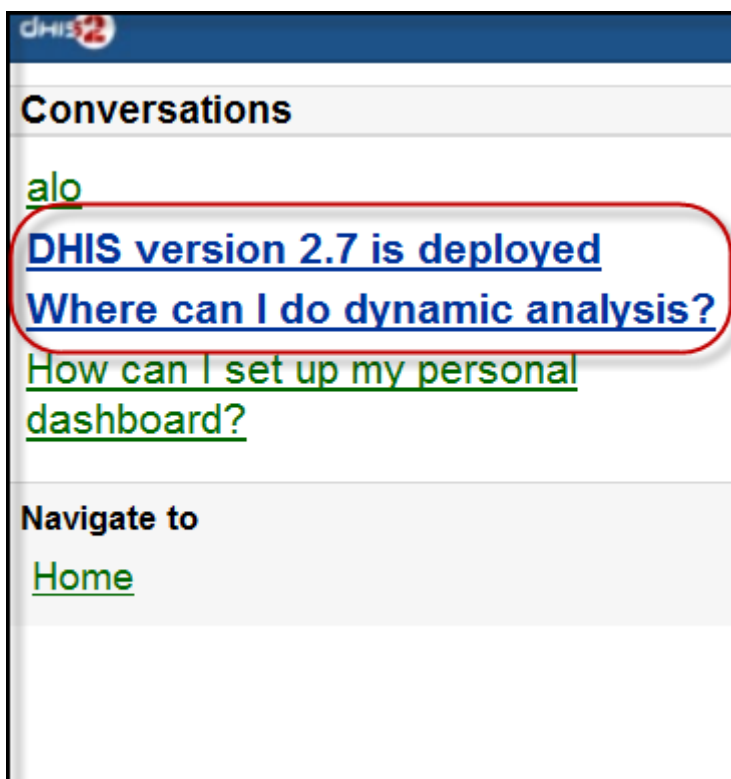 dHIS2
Conversations
alo
DHIS version 2.7 is deployed
Where can I do dynamic analysis?
How can I set up my personal
dashboard?
Navigate to
Home